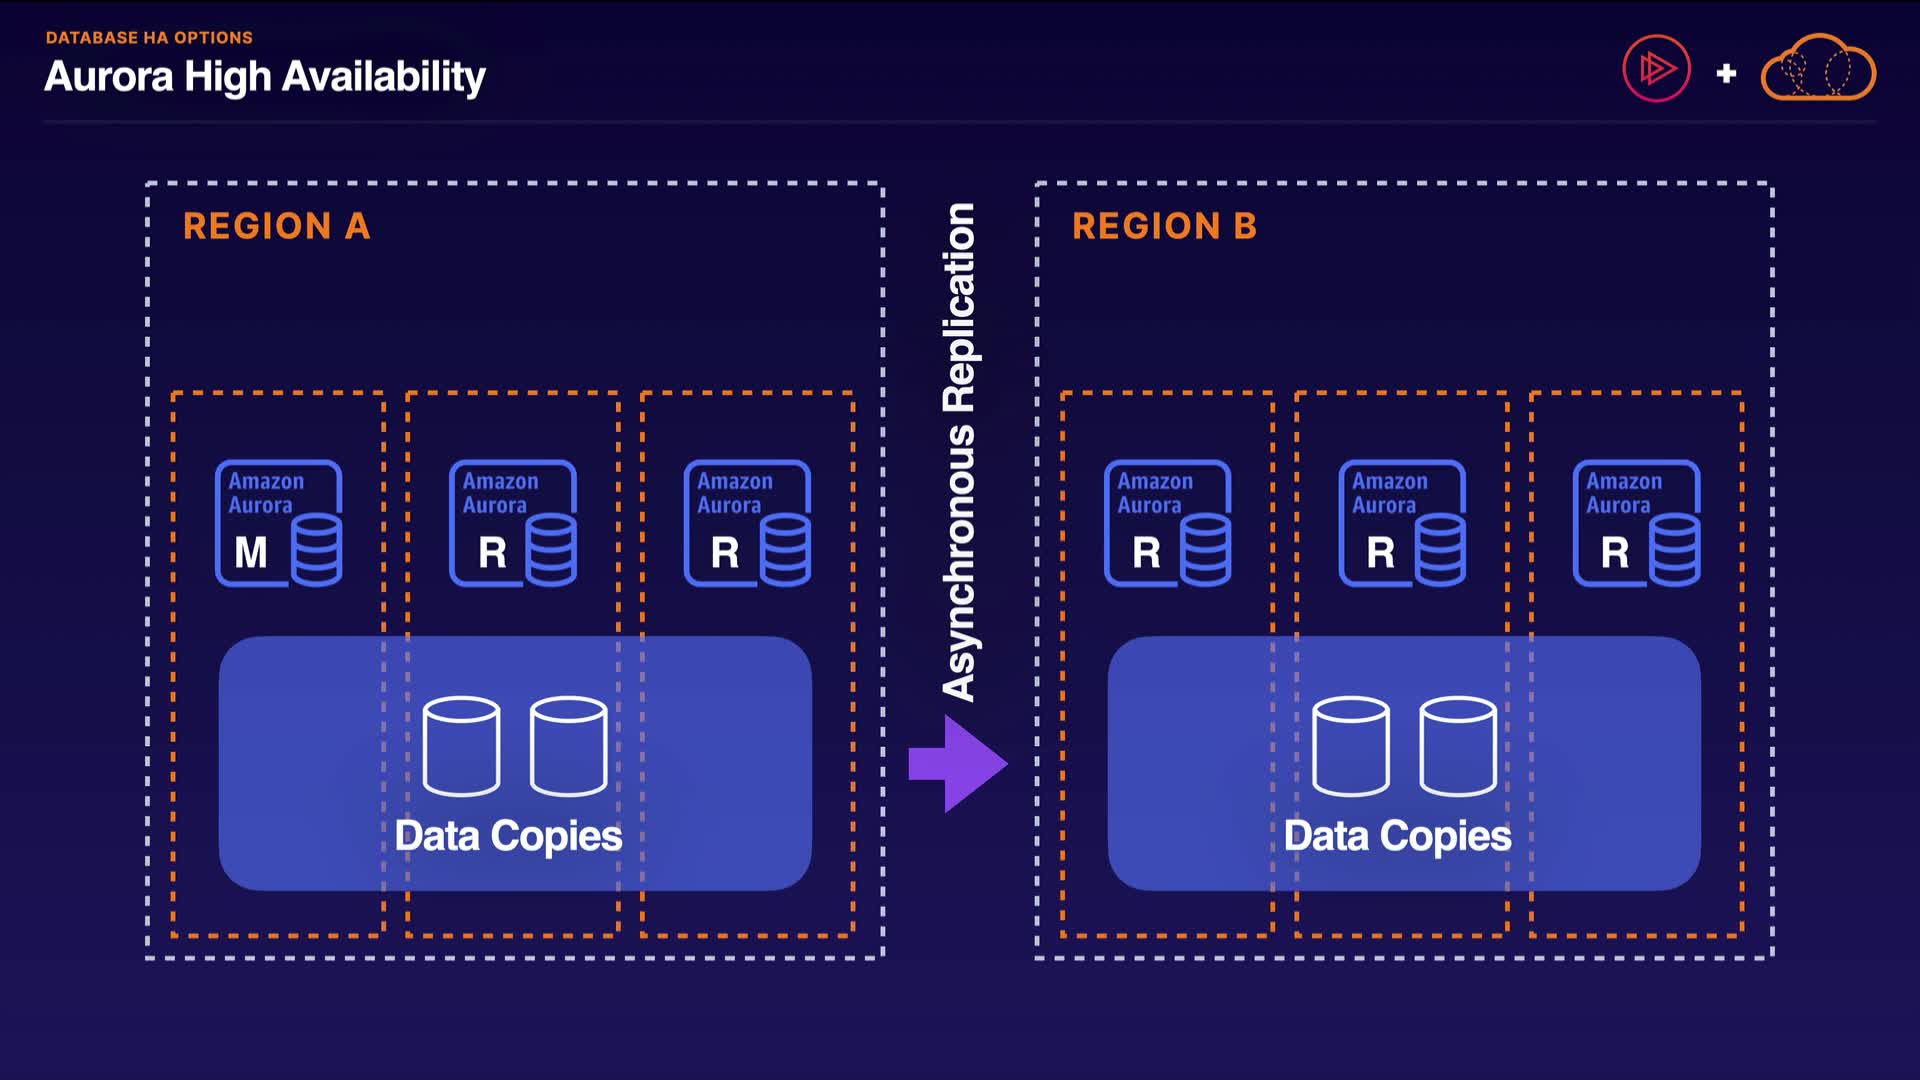 DATABASE HA OPTIONS
Aurora High Availability
+
REGION A
Amazon
Aurora
M
Amazon
Aurora
R
Amazon
Aurora
R
Data Copies
Asynchronous Replication
REGION B
Amazon
Aurora
R
Amazon
Aurora
R
Amazon
Aurora
R
Data Copies